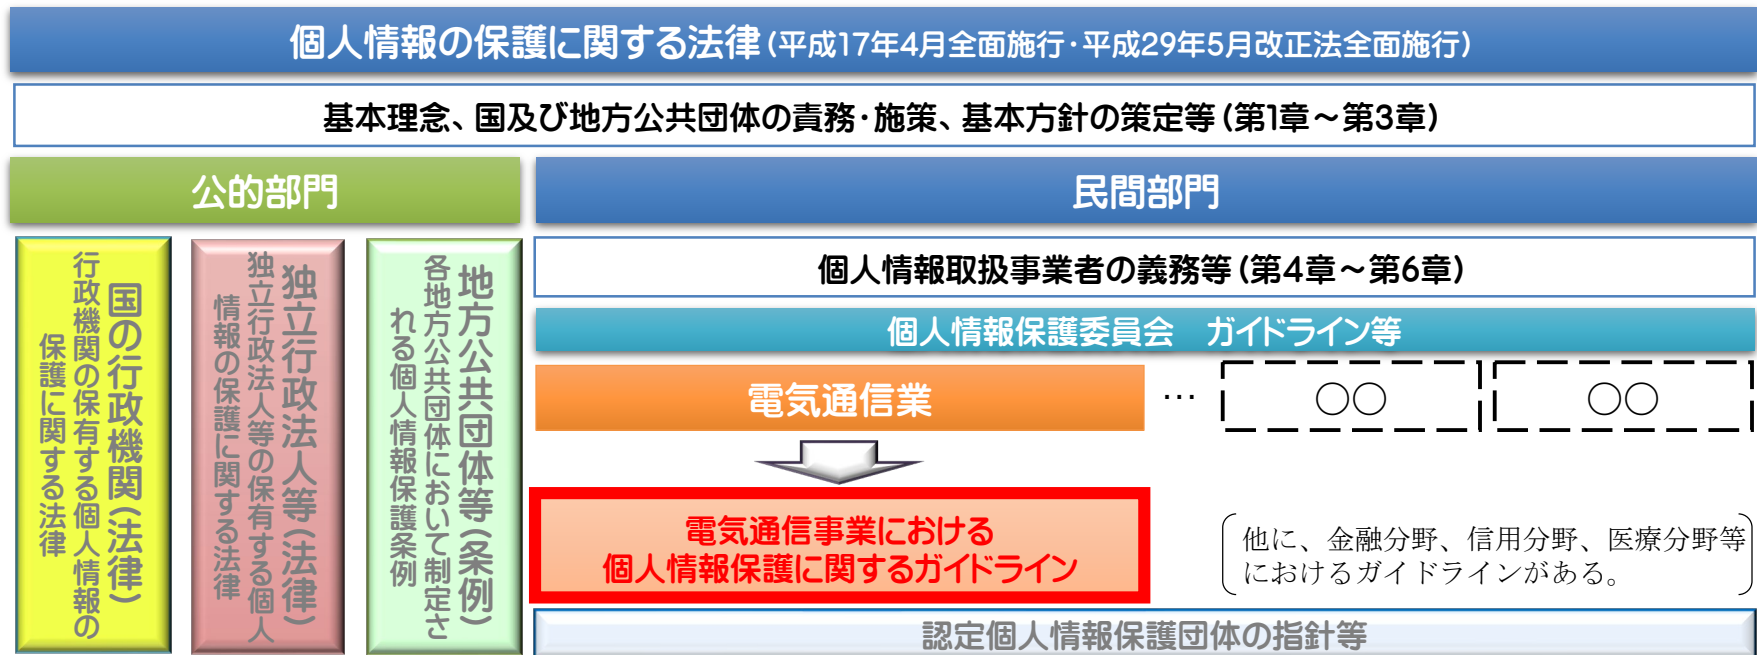 個人情報の保護に関する法律(平成17年4月全面施行・平成29年5月改正法全面施行)
基本理念、国及び地方公共団体の責務・施策、基本方針の策定等(第1章~第3章)
公的部門
民間部門
国の行政機関(法律)
行政機関の保有する個人情報の
保護に関する法律
独立行政法人等(法律)
独立行政法人等の保有する個人
情報の保護に関する法律
地方公共団体等(条例)
各地方公共団体において制定さ
れる個人情報保護条例
個人情報取扱事業者の義務等(第4章~第6章)
個人情報保護委員会 ガイドライン等
電気通信業
…
〇〇
〇〇
電気通信事業における
個人情報保護に関するガイドライン
他に、金融分野、信用分野、医療分野等
におけるガイドラインがある。
認定個人情報保護団体の指針等